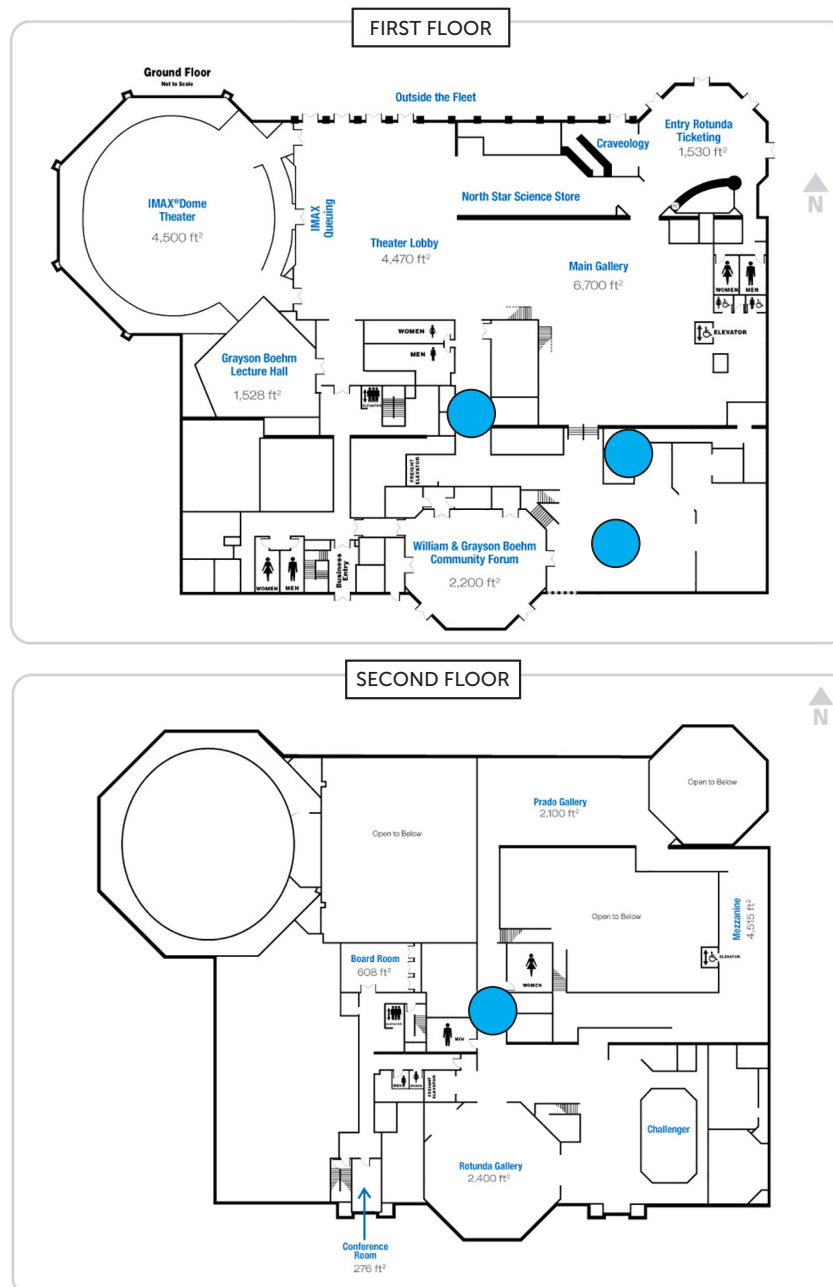 FIRST FLOOR
Ground Floor
Not to Scale
Outside the Fleet
Entry Rotunda
Ticketing
1,530 ft²
Craveology
N
IMAX®Dome
Theater
4,500 ft²
IMAX
Queuing
North Star Science Store
Theater Lobby
4,470 ft²
Main Gallery
6,700 ft²
WOMEN
MEN
ELEVATOR
WOMEN
MEN
Grayson Boehm
Lecture Hall
1,528 ft²
ELEVATOR
FREIGHT
ELEVATOR
William & Grayson Boehm
Community Forum
2,200 ft²
WOMEN
MEN
Business
Entry
SECOND FLOOR
N
Open to Below
Prado Gallery
2,100 ft²
Open to Below
Open to Below
Mezzanine
4,515 ft²
ELEVATOR
Board Room
608 ft²
WOMEN
ELEVATOR
MEN
MEN
WOMEN
FREIGHT
ELEVATOR
Challenger
Rotunda Gallery
2,400 ft²
Conference
Room
276 ft²